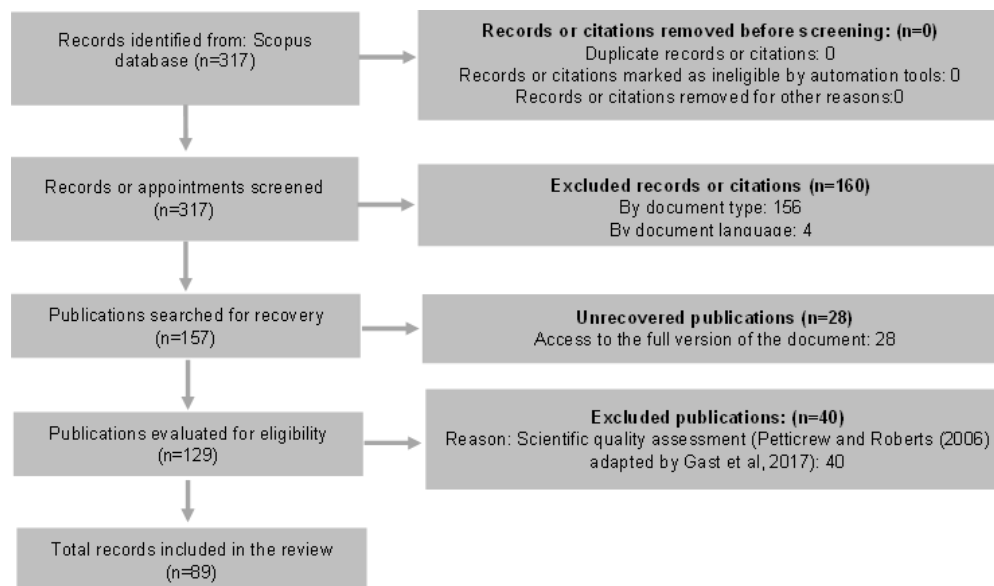 Records identified from: Scopus
database (n=317)
Records or citations removed before screening: (n=0)
Duplicate records or citations: 0
Records or citations marked as ineligible by automation tools: 0
Records or citations removed for other reasons:0
Records or appointments screened
(n=317)
Excluded records or citations (n=160)
By document type: 156
By document language: 4
Publications searched for recovery
(n=157)
Unrecovered publications (n=28)
Access to the full version of the document: 28
Publications evaluated for eligibility
(n=129)
Excluded publications: (n=40)
Reason: Scientific quality assessment (Petticrew and Roberts (2006)
adapted by Gast et al, 2017): 40
Total records included in the review
(n=89)